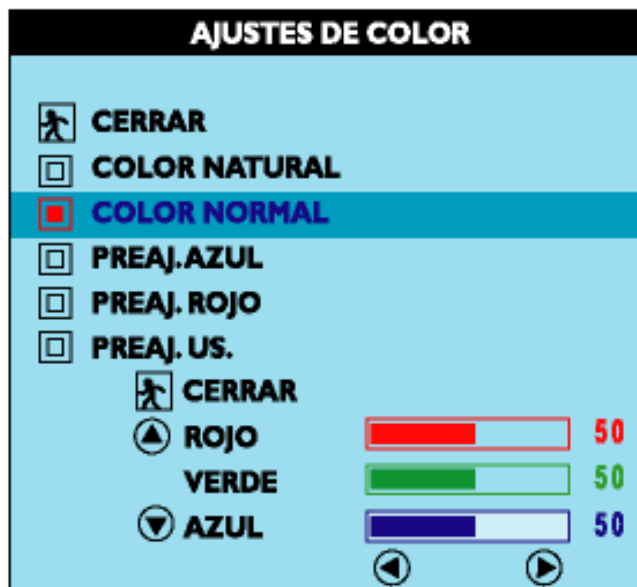 AJUSTES DE COLOR
CERRAR
COLOR NATURAL
COLOR NORMAL
PREAJ. AZUL
PREAJ. ROJO
PREAJ. US.
CERRAR
ROJO 50
VERDE 50
AZUL 50